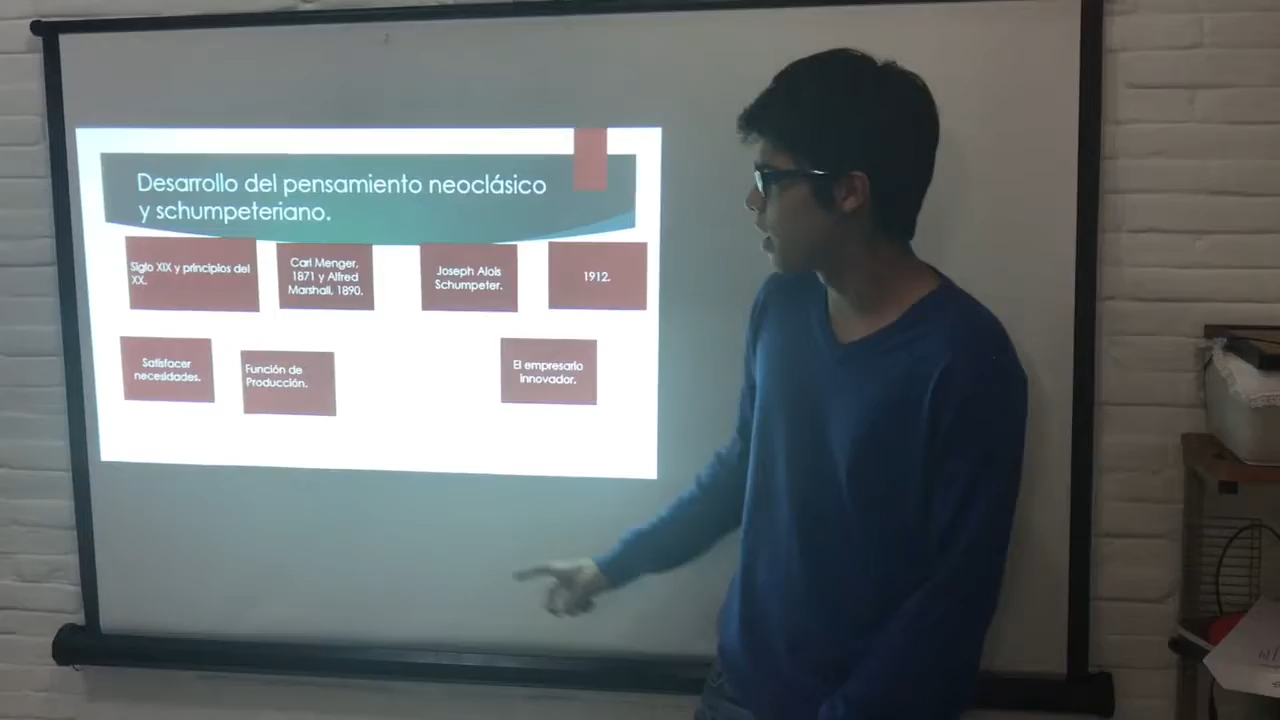 Desarrollo del pensamiento neoclásico
y schumpeteriano.
Siglo XIX y principios del
XX.
Carl Menger,
1871 y Alfred
Marshall, 1890.
Joseph Alois
Schumpeter.
1912.
Satisfacer
necesidades.
Función de
Producción.
El empresario
innovador.